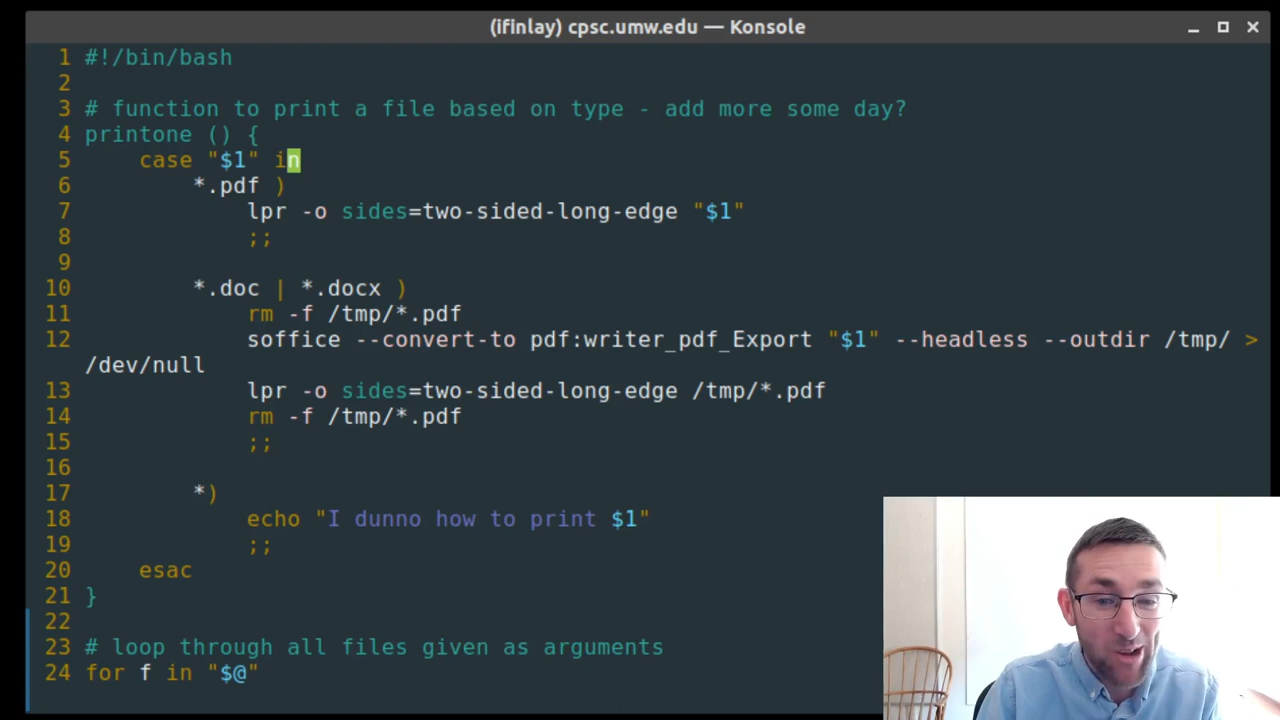 (ifinlay) cpsc.umw.edu — Konsole
1 #!/bin/bash
2
3 # function to print a file based on type - add more some day?
4 printone () {
5     case "$1" in
6         *.pdf )
7             lpr -o sides=two-sided-long-edge "$1"
8             ;;
9
10         *.doc | *.docx )
11             rm -f /tmp/*.pdf
12             soffice --convert-to pdf:writer_pdf_Export "$1" --headless --outdir /tmp/ >
/dev/null
13             lpr -o sides=two-sided-long-edge /tmp/*.pdf
14             rm -f /tmp/*.pdf
15             ;;
16
17         *)
18             echo "I dunno how to print $1"
19             ;;
20     esac
21 }
22
23 # loop through all files given as arguments
24 for f in "$@"